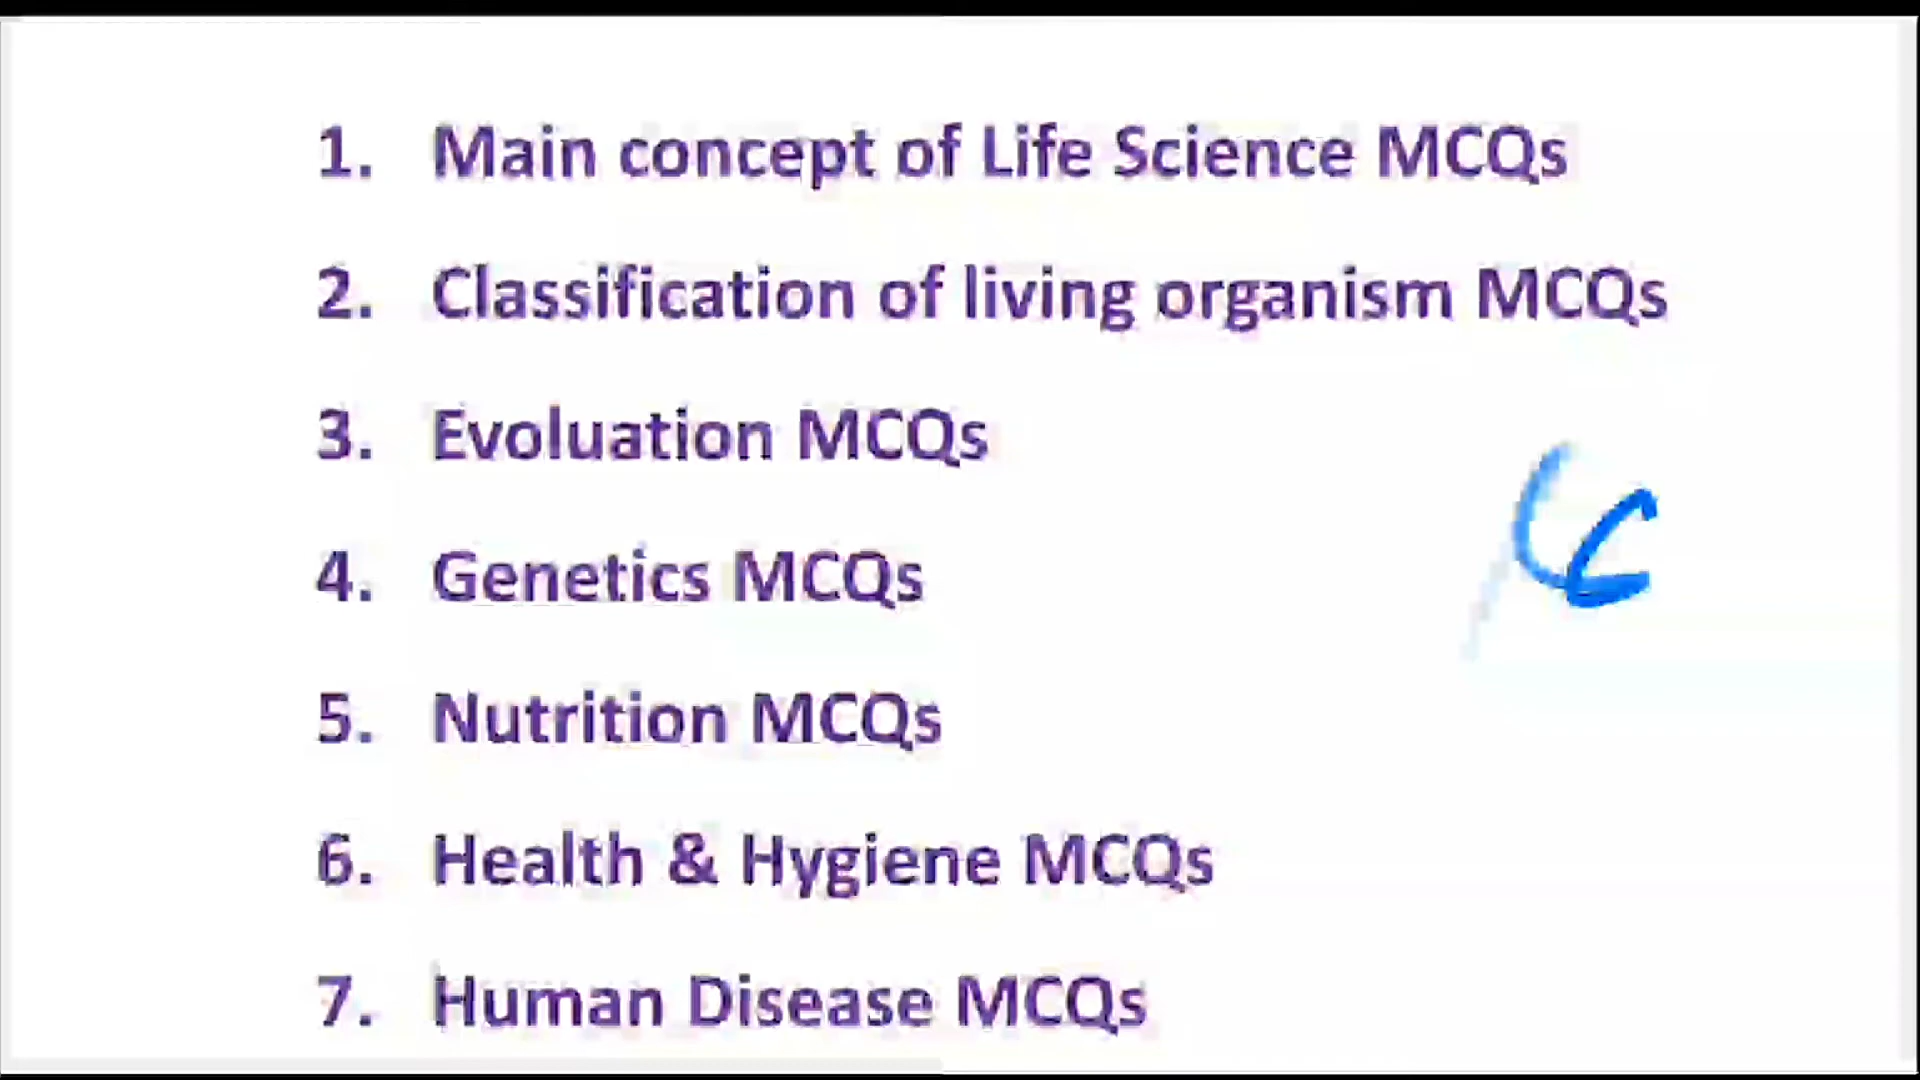 1. Main concept of Life Science MCQs
2. Classification of living organism MCQs
3. Evoluation MCQs
4. Genetics MCQs
5. Nutrition MCQs
6. Health & Hygiene MCQs
7. Human Disease MCQs